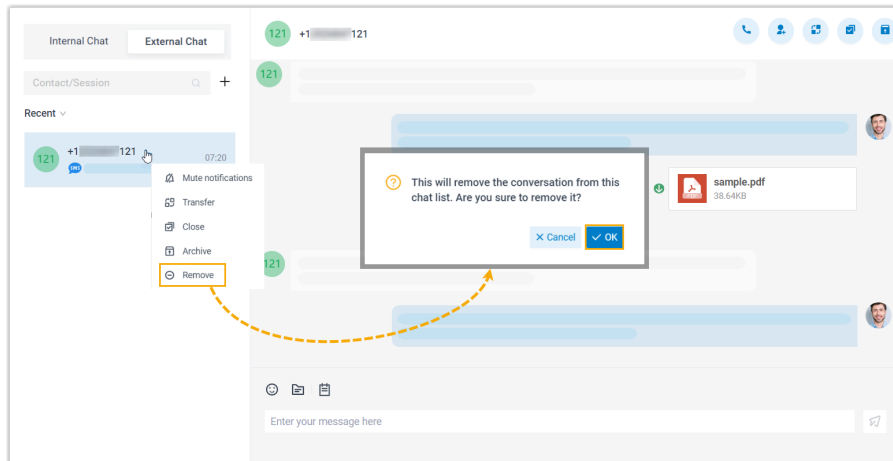 Internal Chat
External Chat
Contact/Session
Recent
121
+1 121
07:20
SMS
Mute notifications
Transfer
Close
Archive
Remove
121
+1 121
121
This will remove the conversation from this
chat list. Are you sure to remove it?
Cancel
OK
sample.pdf
38.64KB
121
Enter your message here